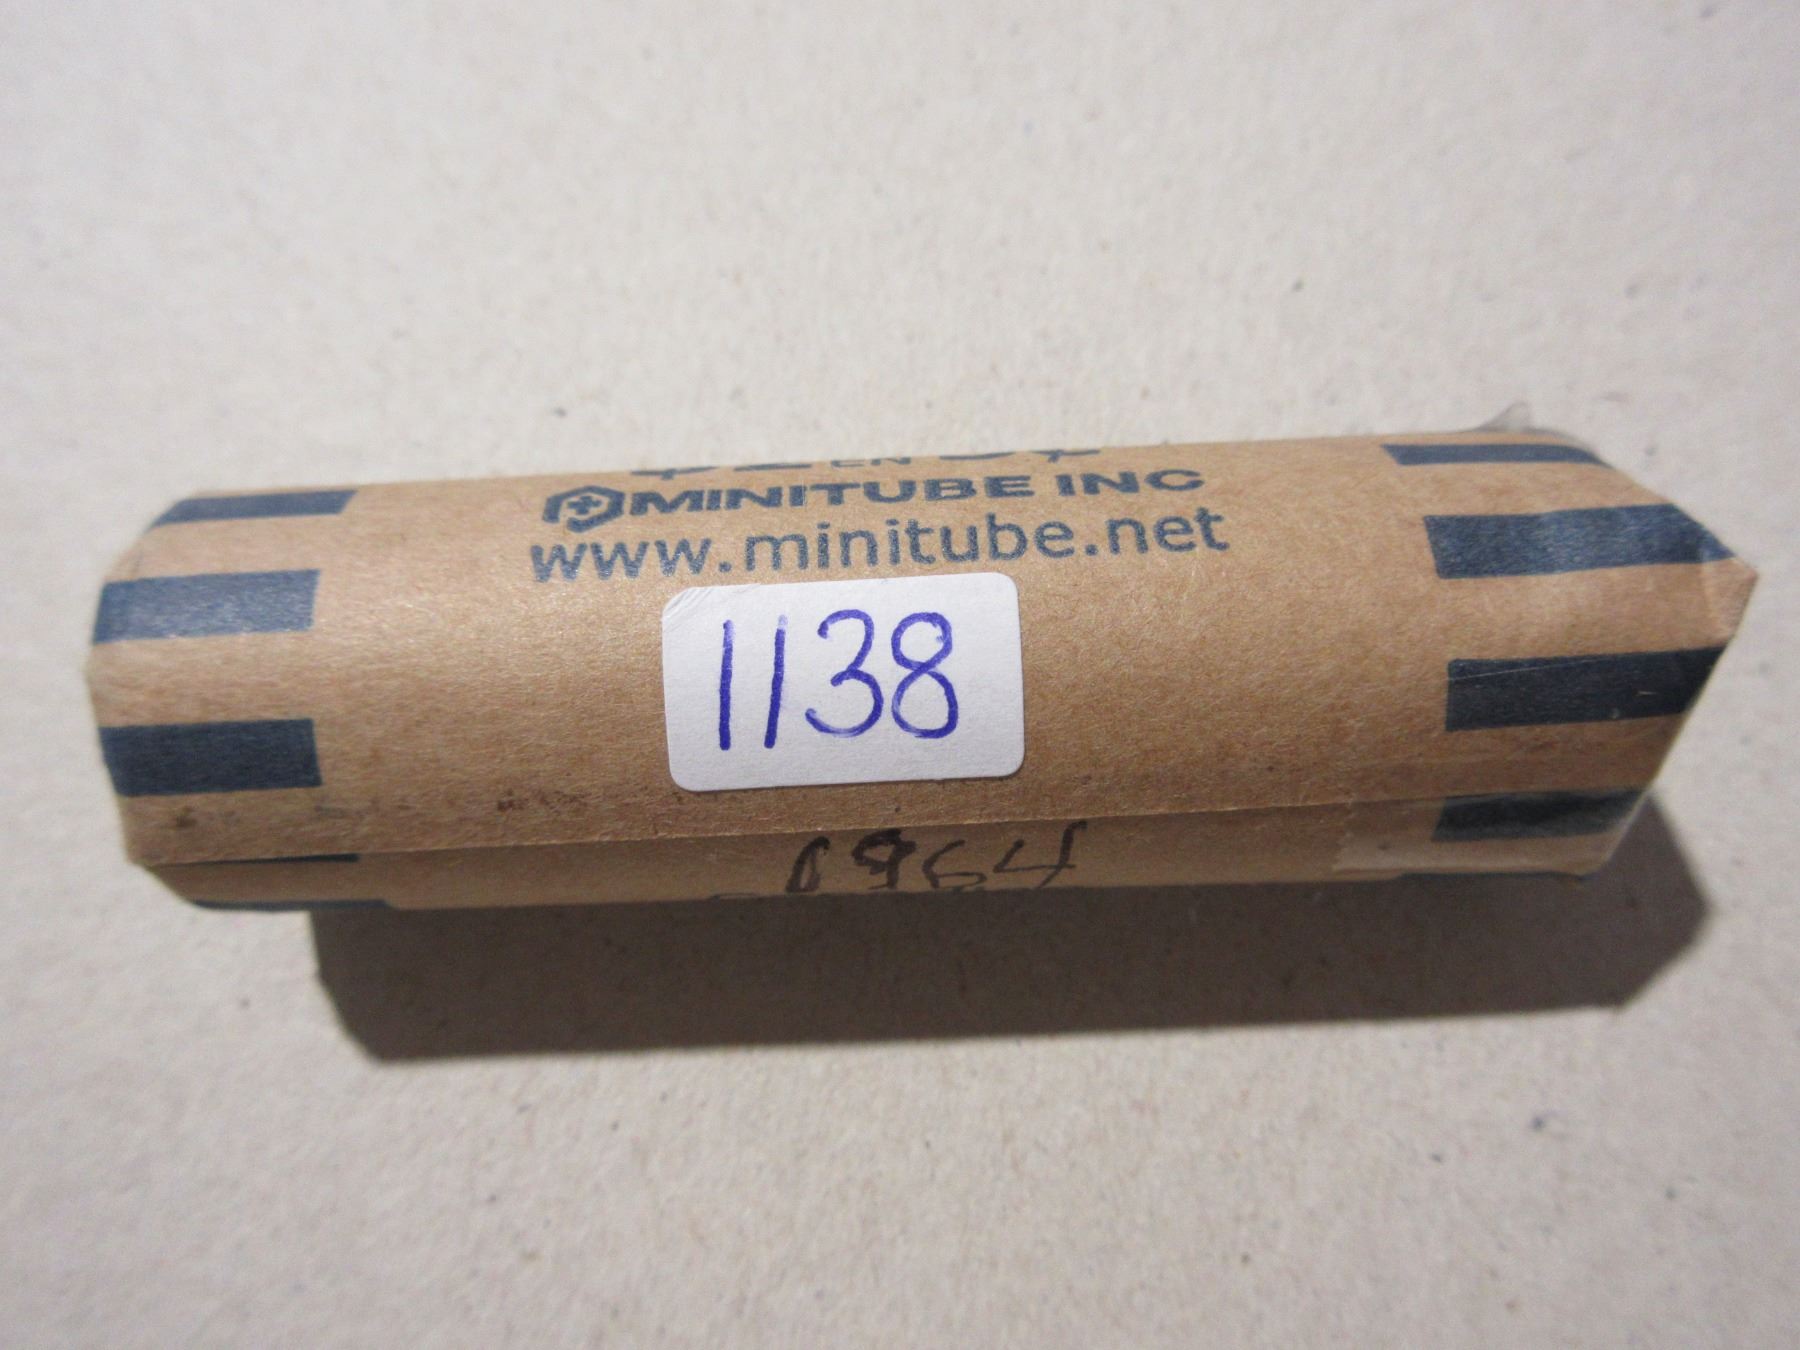 MINITUBE INC
www.minitube.net
1138
1964